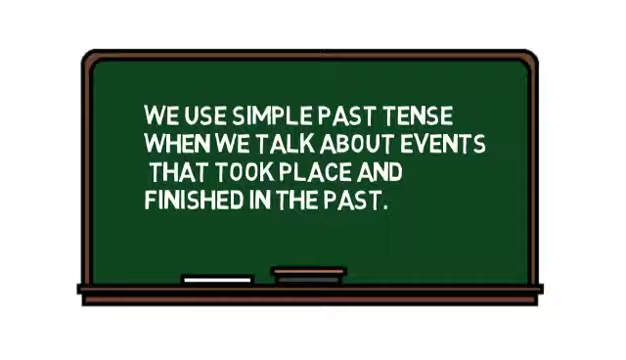 WE USE SIMPLE PAST TENSE
WHEN WE TALK ABOUT EVENTS
THAT TOOK PLACE AND
FINISHED IN THE PAST.